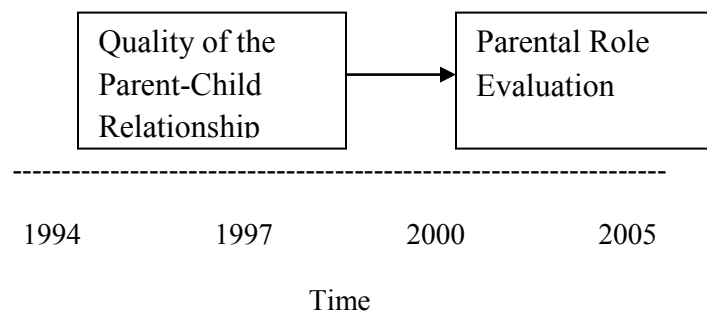 Quality of the
Parent-Child
Relationship
Parental Role
Evaluation
1994 1997 2000 2005
Time